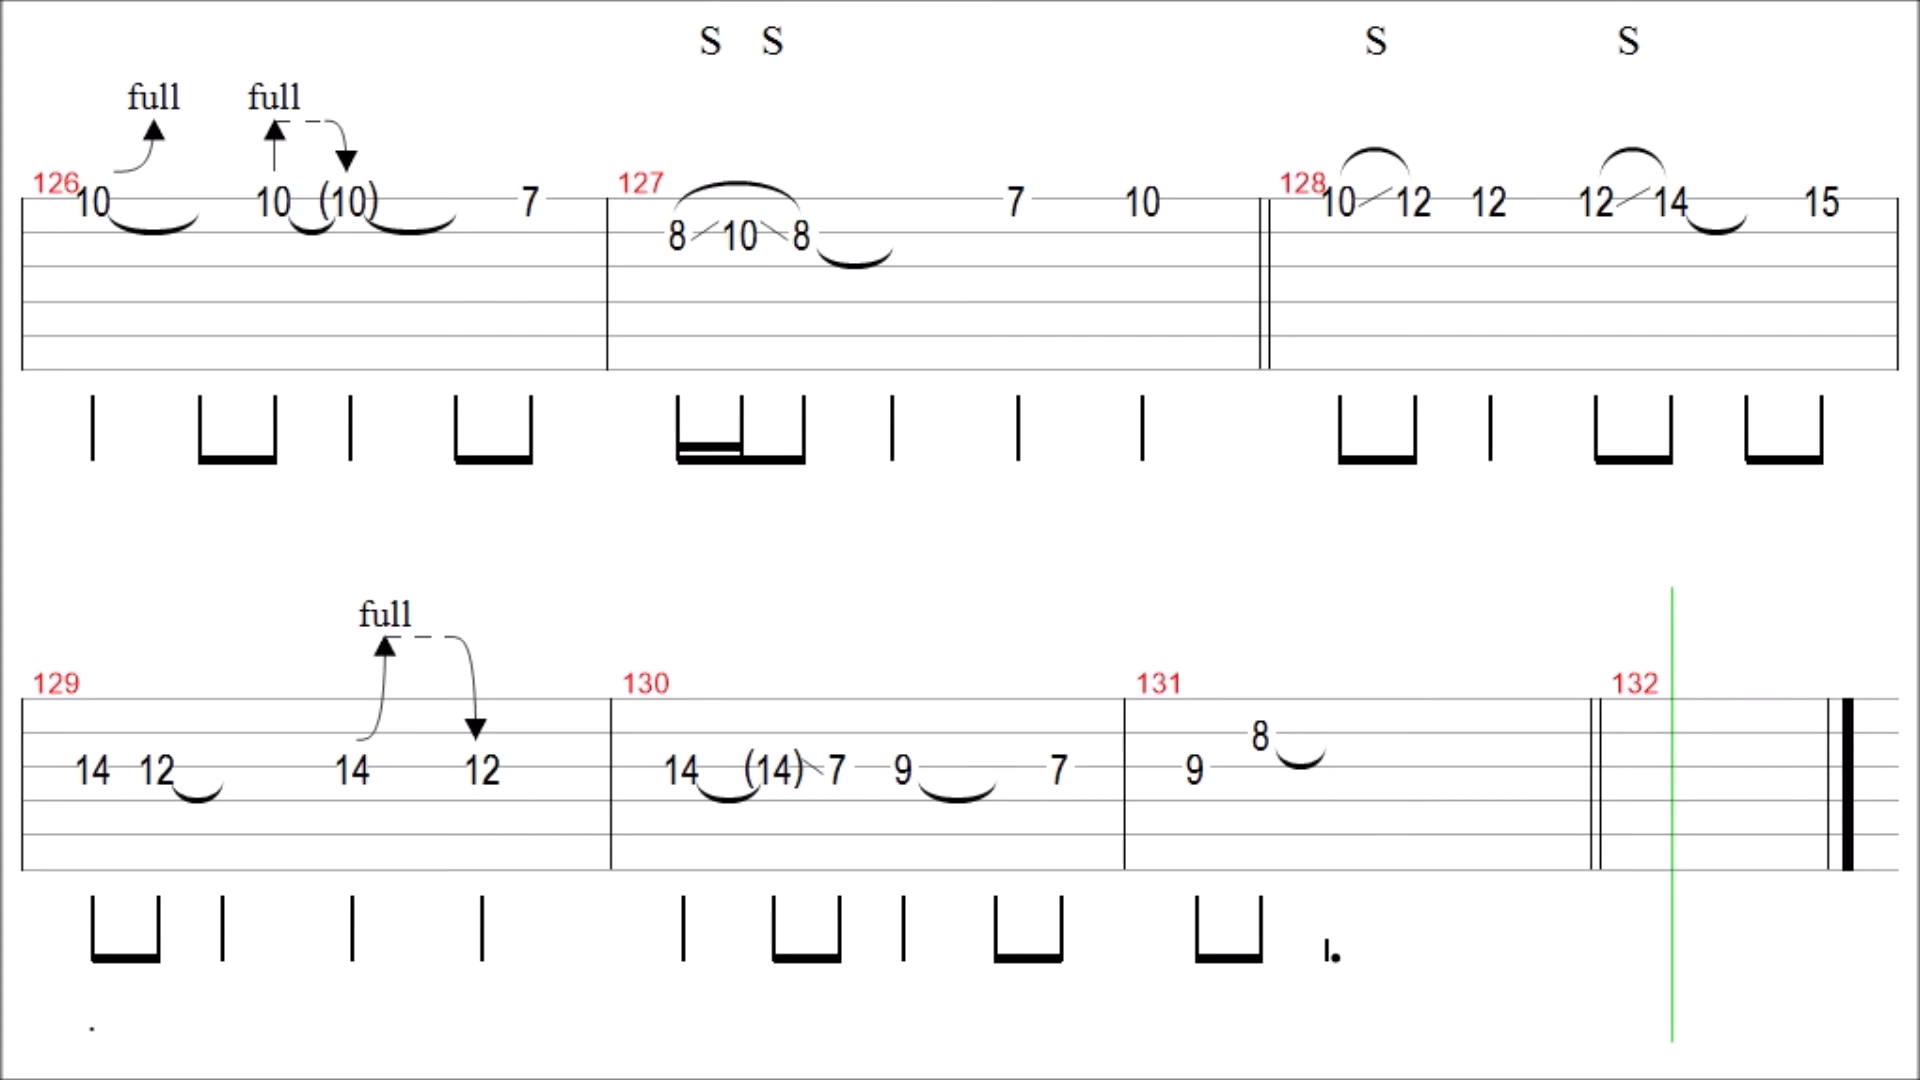 S S S S
full full
126 127 128
10 10 (10) 7 7 10 10 12 12 12 14 15
8 10 8
full
129 130 131 132
8
14 12 14 12 14 (14) 7 9 7 9